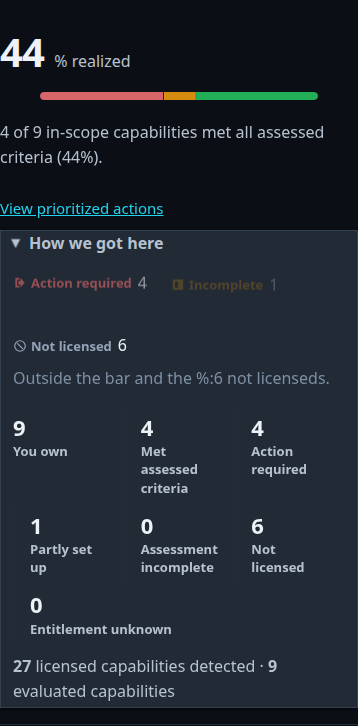 44 % realized
4 of 9 in-scope capabilities met all assessed
criteria (44%).
View prioritized actions
▼ How we got here
Action required 4 Incomplete 1
Not licensed 6
Outside the bar and the %:6 not licenseds.
9 4 4
You own Met Action
assessed required
criteria
1 0 6
Partly set Assessment Not
up incomplete licensed
0
Entitlement unknown
27 licensed capabilities detected · 9
evaluated capabilities